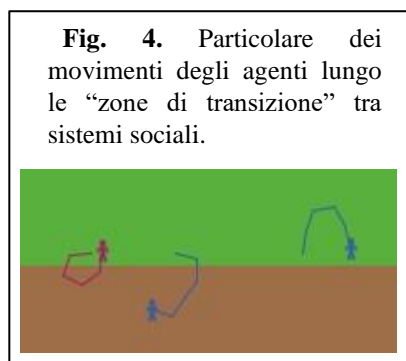 Fig. 4. Particolare dei
movimenti degli agenti lungo
le “zone di transizione” tra
sistemi sociali.